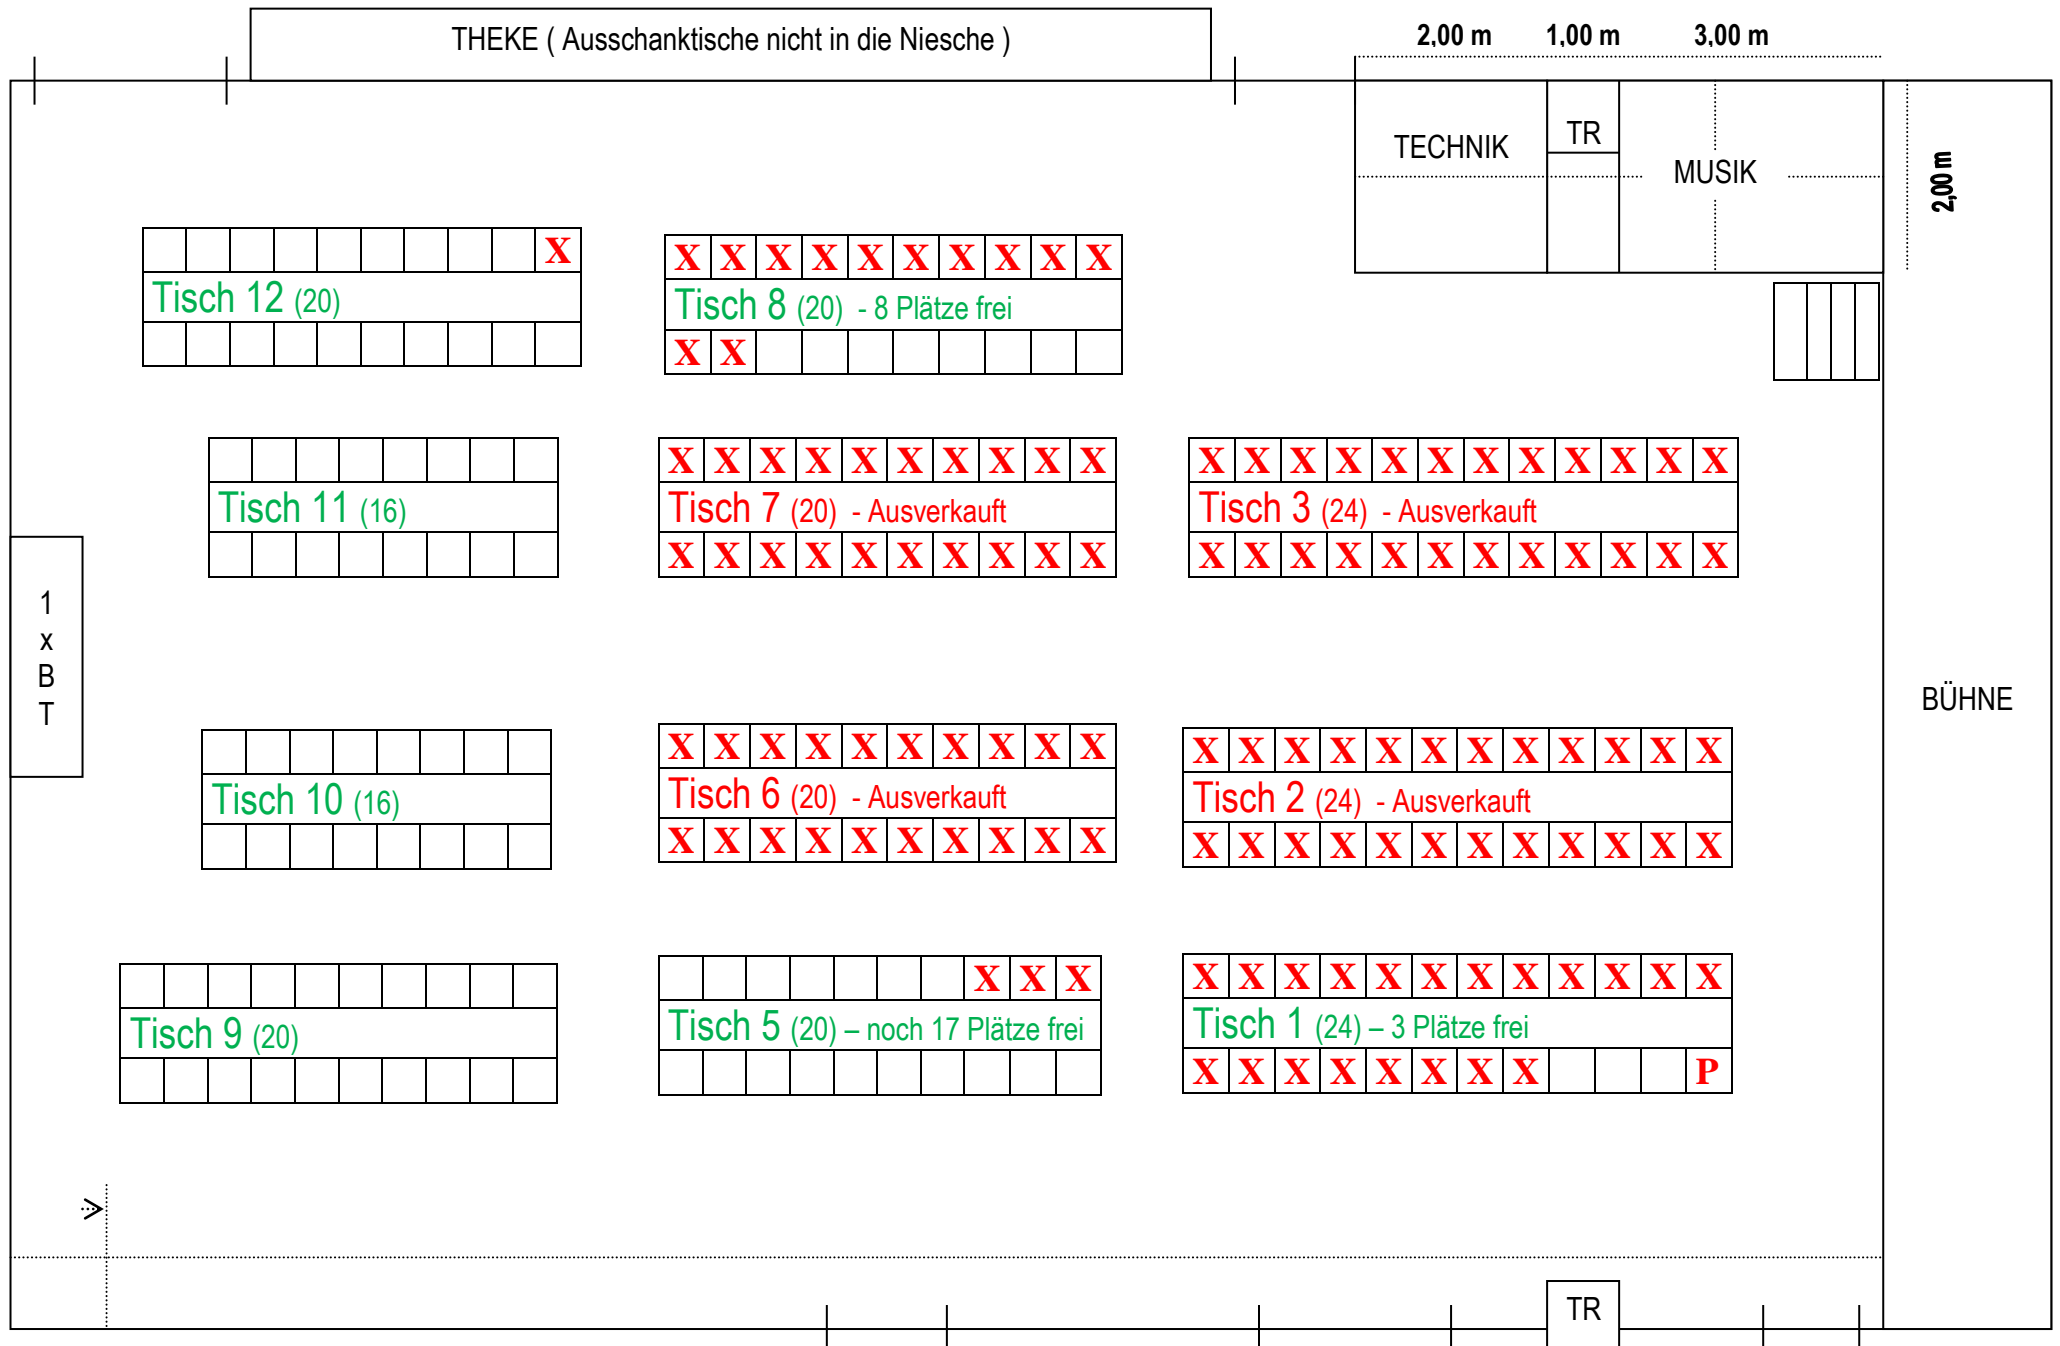 THEKE ( Ausschanktische nicht in die Niesche )
2,00 m 1,00 m 3,00 m
TECHNIK
TR
MUSIK
2,00 m
X
Tisch 12 (20)
X X X X X X X X X X
Tisch 8 (20) - 8 Plätze frei
X X
Tisch 11 (16)
X X X X X X X X X X
Tisch 7 (20) - Ausverkauft
X X X X X X X X X X
X X X X X X X X X X X X
Tisch 3 (24) - Ausverkauft
X X X X X X X X X X X X
1
x
B
T
BÜHNE
Tisch 10 (16)
X X X X X X X X X X
Tisch 6 (20) - Ausverkauft
X X X X X X X X X X
X X X X X X X X X X X X
Tisch 2 (24) - Ausverkauft
X X X X X X X X X X X X
Tisch 9 (20)
X X X
Tisch 5 (20) – noch 17 Plätze frei
X X X X X X X X X X X X
Tisch 1 (24) – 3 Plätze frei
X X X X X X X X P
TR